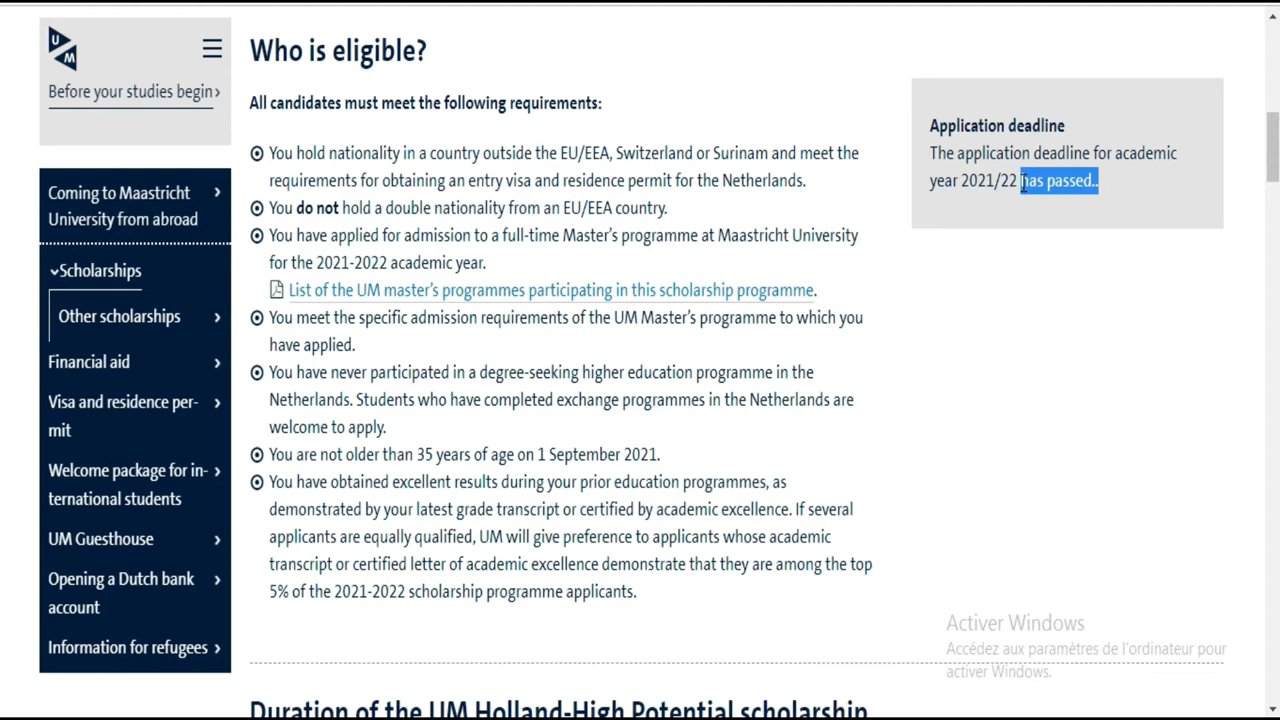 U
M
Before your studies begin ›
Coming to Maastricht
University from abroad
Scholarships
Other scholarships
Financial aid
Visa and residence per-
mit
Welcome package for in-
ternational students
UM Guesthouse
Opening a Dutch bank
account
Information for refugees
Who is eligible?
All candidates must meet the following requirements:
You hold nationality in a country outside the EU/EEA, Switzerland or Surinam and meet the
requirements for obtaining an entry visa and residence permit for the Netherlands.
You do not hold a double nationality from an EU/EEA country.
You have applied for admission to a full-time Master's programme at Maastricht University
for the 2021-2022 academic year.
List of the UM master's programmes participating in this scholarship programme.
You meet the specific admission requirements of the UM Master's programme to which you
have applied.
You have never participated in a degree-seeking higher education programme in the
Netherlands. Students who have completed exchange programmes in the Netherlands are
welcome to apply.
You are not older than 35 years of age on 1 September 2021.
You have obtained excellent results during your prior education programmes, as
demonstrated by your latest grade transcript or certified by academic excellence. If several
applicants are equally qualified, UM will give preference to applicants whose academic
transcript or certified letter of academic excellence demonstrate that they are among the top
5% of the 2021-2022 scholarship programme applicants.
Duration of the UM Holland-High Potential scholarship
Application deadline
The application deadline for academic
year 2021/22 has passed..
Activer Windows
Accédez aux paramètres de l'ordinateur pour
activer Windows.